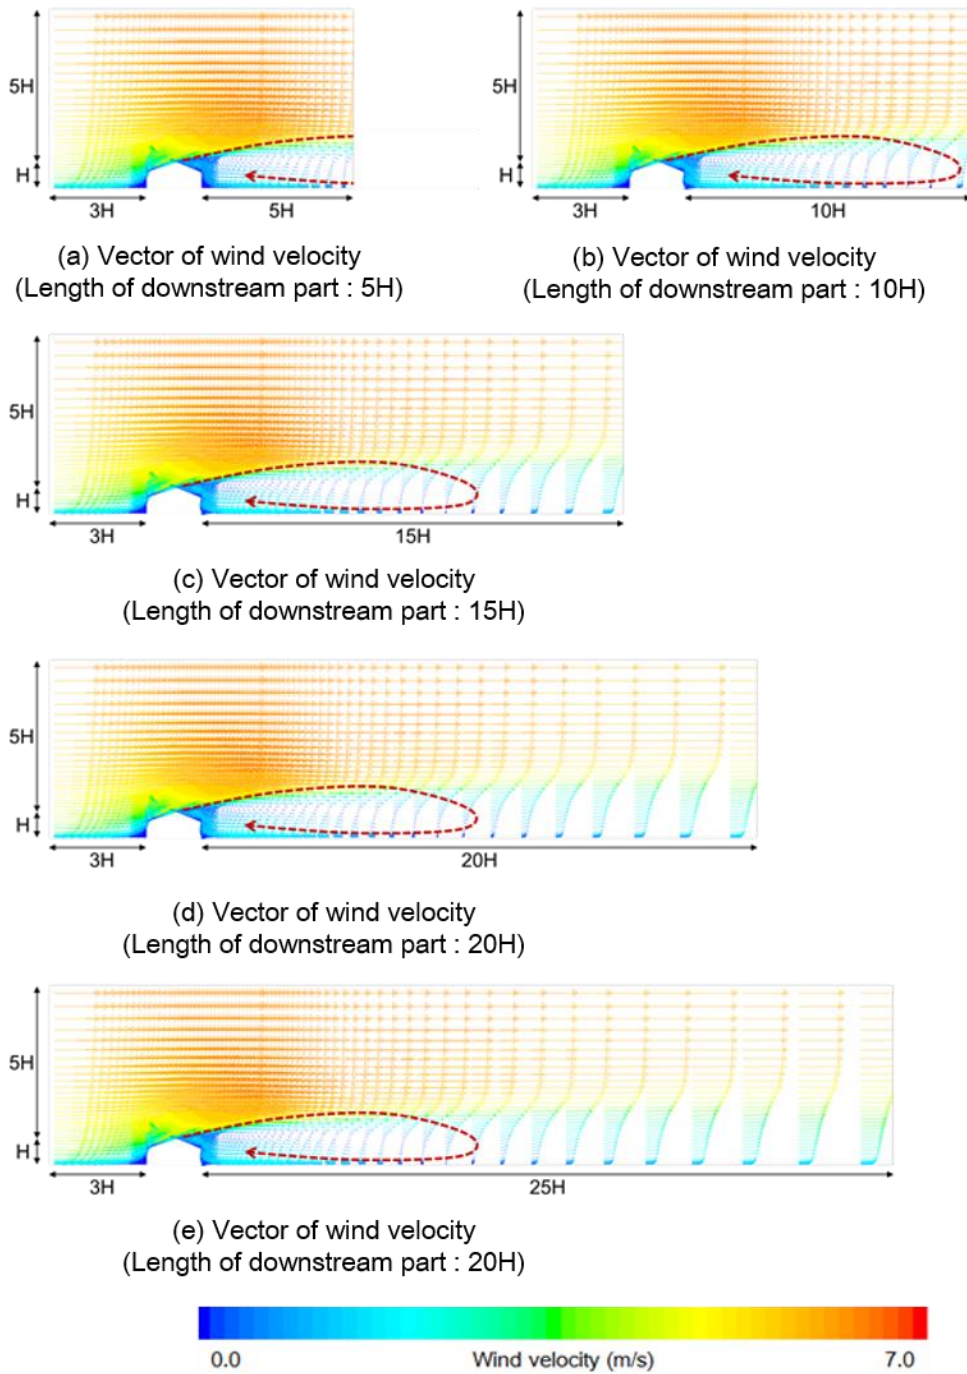 5H
H
3H
5H
5H
H
3H
10H
(a) Vector of wind velocity
(Length of downstream part : 5H)
(b) Vector of wind velocity
(Length of downstream part : 10H)
5H
H
3H
15H
(c) Vector of wind velocity
(Length of downstream part : 15H)
5H
H
3H
20H
(d) Vector of wind velocity
(Length of downstream part : 20H)
5H
H
3H
25H
(e) Vector of wind velocity
(Length of downstream part : 20H)
0.0
Wind velocity (m/s)
7.0